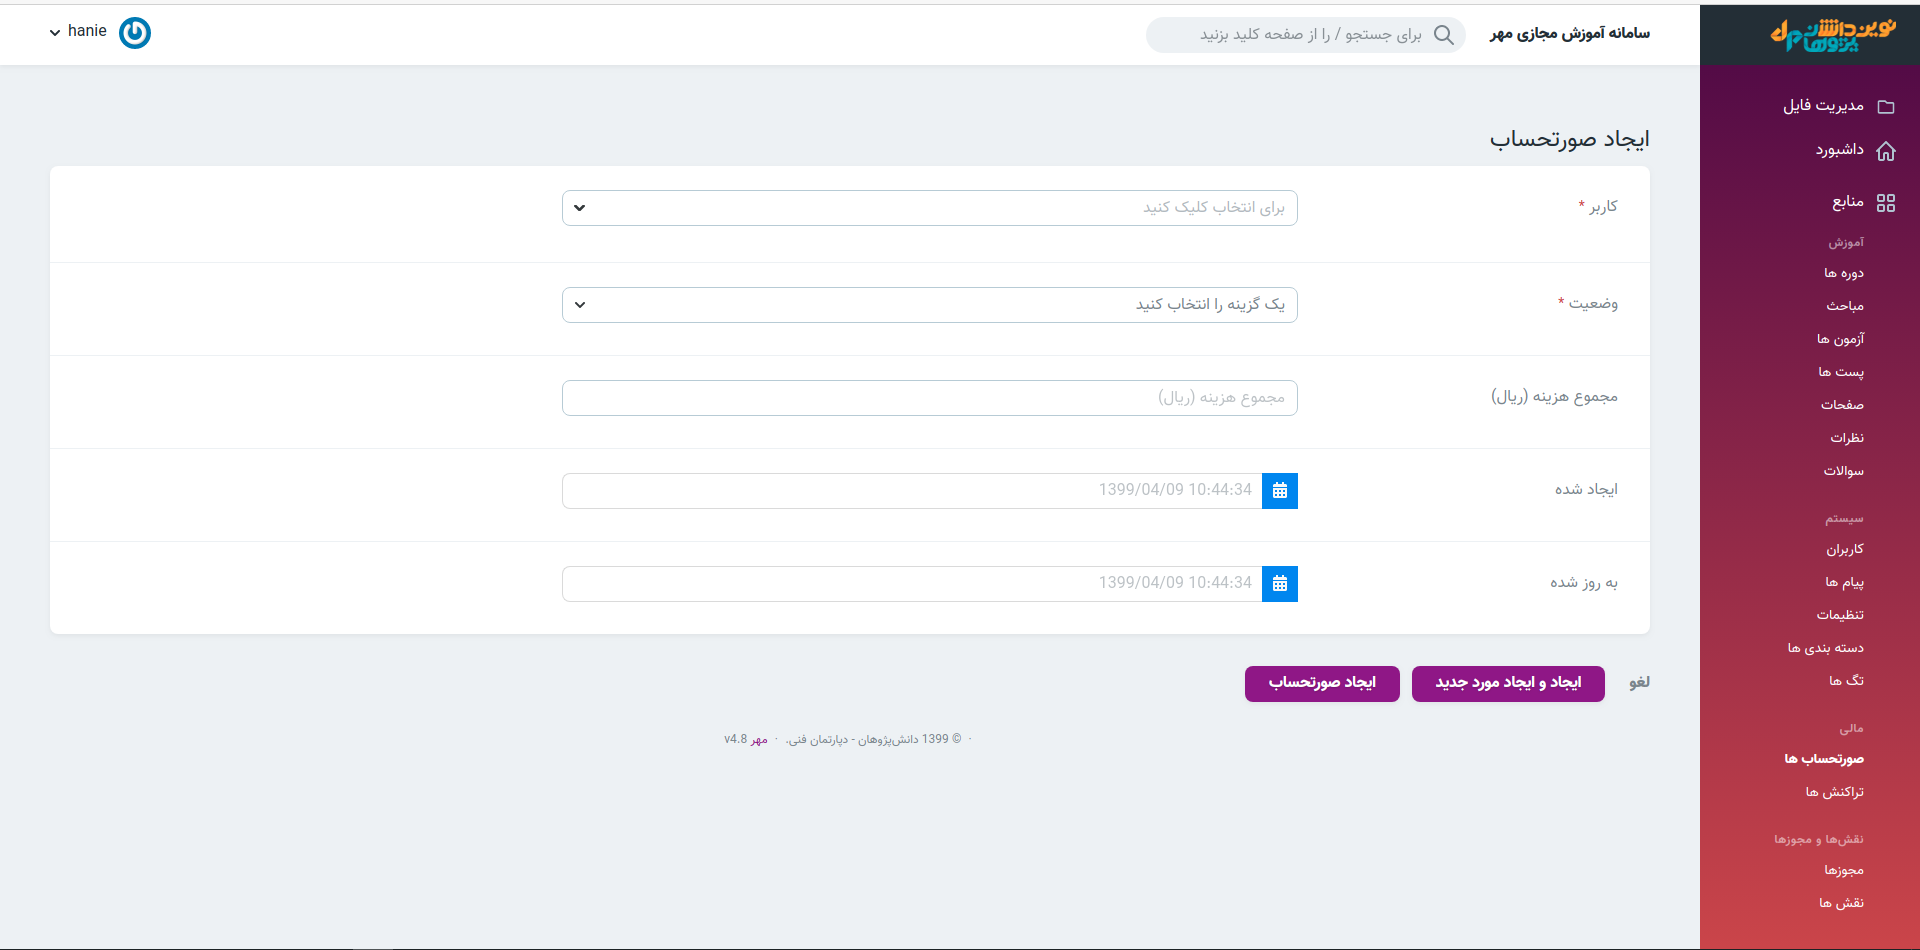 نوین دانش پژوهان
سامانه آموزش مجازی مهر
برای جستجو / را از صفحه کلید بزنید
hanie
مدیریت فایل
داشبورد
منابع
آموزش
دوره ها
مباحث
آزمون ها
پست ها
صفحات
نظرات
سوالات
سیستم
کاربران
پیام ها
تنظیمات
دسته بندی ها
تگ ها
مالی
صورتحساب ها
تراکنش ها
نقش‌ها و مجوزها
مجوزها
نقش ها
ایجاد صورتحساب
کاربر *
برای انتخاب کلیک کنید
وضعیت *
یک گزینه را انتخاب کنید
مجموع هزینه (ریال)
مجموع هزینه (ریال)
ایجاد شده
1399/04/09 10:44:34
به روز شده
1399/04/09 10:44:34
لغو
ایجاد و ایجاد مورد جدید
ایجاد صورتحساب
· © 1399 دانش‌پژوهان - دپارتمان فنی. · مهر v4.8